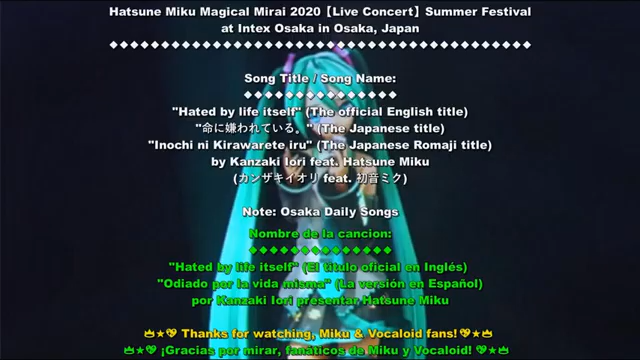 Hatsune Miku Magical Mirai 2020【Live Concert】Summer Festival
at Intex Osaka in Osaka, Japan
◆◆◆◆◆◆◆◆◆◆◆◆◆◆◆◆◆◆◆◆◆◆◆◆◆◆◆◆◆◆◆◆◆◆◆◆◆◆◆◆◆
Song Title / Song Name:
◆◆◆◆◆◆◆◆◆◆◆◆◆◆◆
"Hated by life itself" (The official English title)
"命に嫌われている。" (The Japanese title)
"Inochi ni Kirawarete iru" (The Japanese Romaji title)
by Kanzaki Iori feat. Hatsune Miku
(カンザキイオリ feat. 初音ミク)
Note: Osaka Daily Songs
Nombre de la cancion:
◆◆◆◆◆◆◆◆◆◆◆◆◆◆
"Hated by life itself" (El título oficial en Inglés)
"Odiado por la vida misma" (La versión en Español)
por Kanzaki Iori presentar Hatsune Miku
👑★💖 Thanks for watching, Miku & Vocaloid fans! 💖★👑
👑★💖 ¡Gracias por mirar, fanáticos de Miku y Vocaloid! 💖★👑